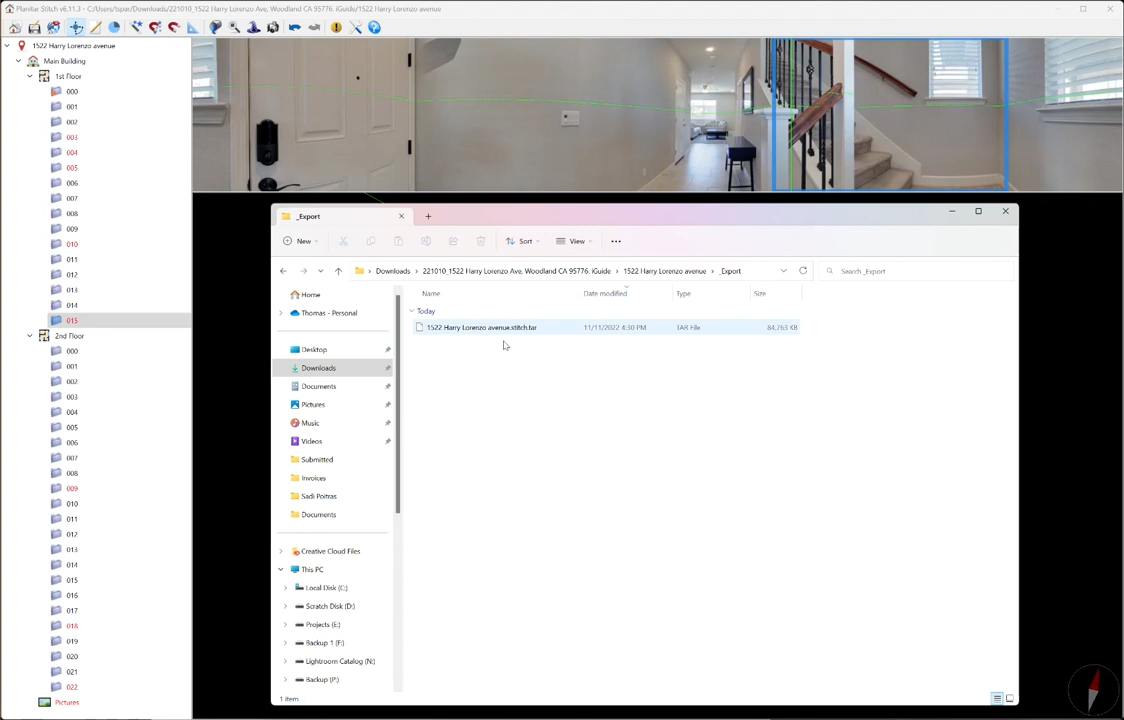 Planitar Stitch v6.11.3 - C:/Users/tspar/Downloads/221010_1522 Harry Lorenzo Ave, Woodland CA 95776. iGuide/1522 Harry Lorenzo avenue
1522 Harry Lorenzo avenue
Main Building
1st Floor
000
001
002
003
004
005
006
007
008
009
010
011
012
013
014
015
2nd Floor
000
001
002
003
004
005
006
007
008
009
010
011
012
013
014
015
016
017
018
019
020
021
022
Pictures
_Export
New
Sort
View
Downloads > 221010_1522 Harry Lorenzo Ave, Woodland CA 95776. iGuide > 1522 Harry Lorenzo avenue > _Export
Search _Export
Home
Thomas - Personal
Desktop
Downloads
Documents
Pictures
Music
Videos
Submitted
Invoices
Sadi Poitras
Documents
Creative Cloud Files
This PC
Local Disk (C:)
Scratch Disk (D:)
Projects (E:)
Backup 1 (F:)
Lightroom Catalog (N:)
Backup (P:)
Name Date modified Type Size
Today
1522 Harry Lorenzo avenue.stitch.tar 11/11/2022 4:30 PM TAR File 84,763 KB
1 item